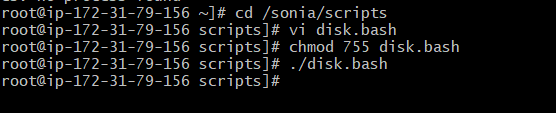 root@ip-172-31-79-156 ~]# cd /sonia/scripts
root@ip-172-31-79-156 scripts]# vi disk.bash
root@ip-172-31-79-156 scripts]# chmod 755 disk.bash
root@ip-172-31-79-156 scripts]# ./disk.bash
root@ip-172-31-79-156 scripts]#